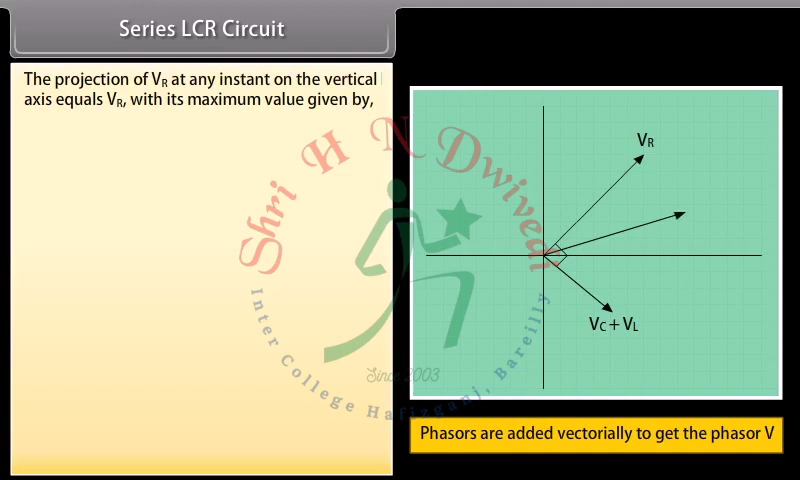 Series LCR Circuit
The projection of VR at any instant on the vertical
axis equals VR, with its maximum value given by,
VR
VC + VL
Phasors are added vectorially to get the phasor V
Shri H N Dwivedi
Inter College Hafizganj, Bareilly
Since 2003